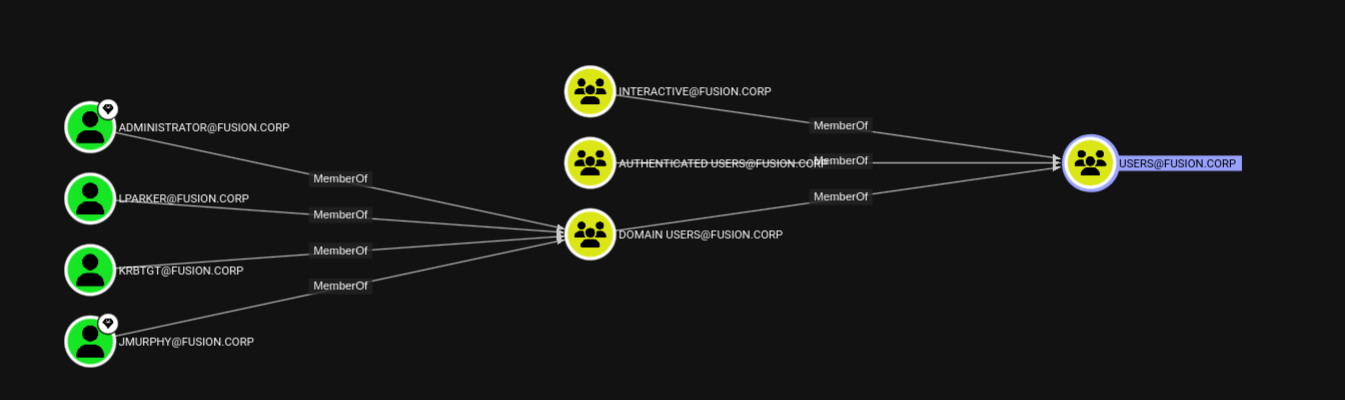 ADMINISTRATOR@FUSION.CORP
LPARKER@FUSION.CORP
KRBTGT@FUSION.CORP
JMURPHY@FUSION.CORP
MemberOf
MemberOf
MemberOf
MemberOf
INTERACTIVE@FUSION.CORP
AUTHENTICATED USERS@FUSION.CORP
DOMAIN USERS@FUSION.CORP
MemberOf
MemberOf
MemberOf
USERS@FUSION.CORP